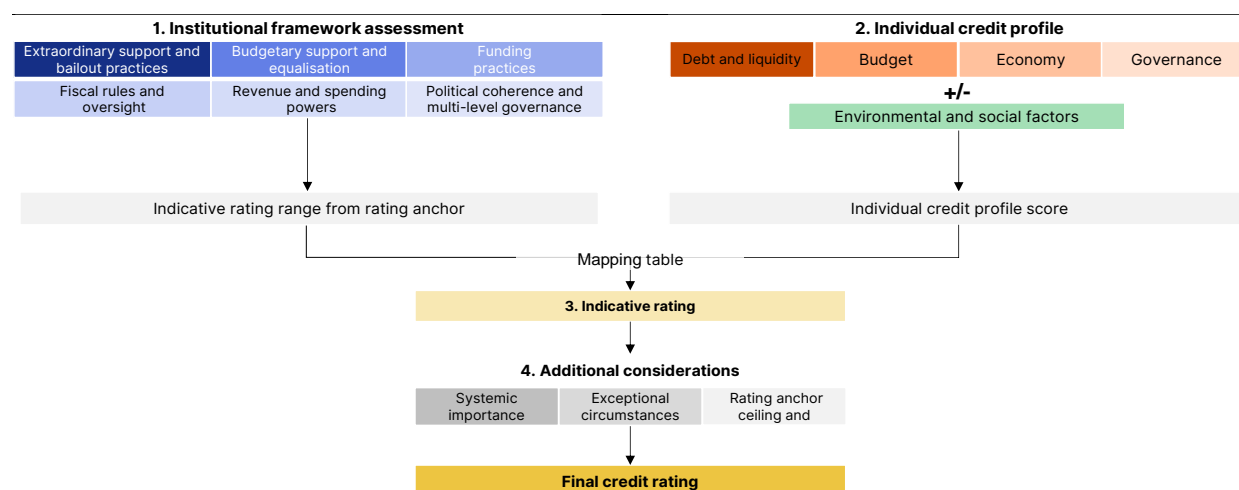 1. Institutional framework assessment
Extraordinary support and
bailout practices
Budgetary support and
equalisation
Funding
practices
Fiscal rules and
oversight
Revenue and spending
powers
Political coherence and
multi-level governance
Indicative rating range from rating anchor
2. Individual credit profile
Debt and liquidity
Budget
Economy
Governance
+/-
Environmental and social factors
Individual credit profile score
Mapping table
3. Indicative rating
4. Additional considerations
Systemic
importance
Exceptional
circumstances
Rating anchor
ceiling and
Final credit rating